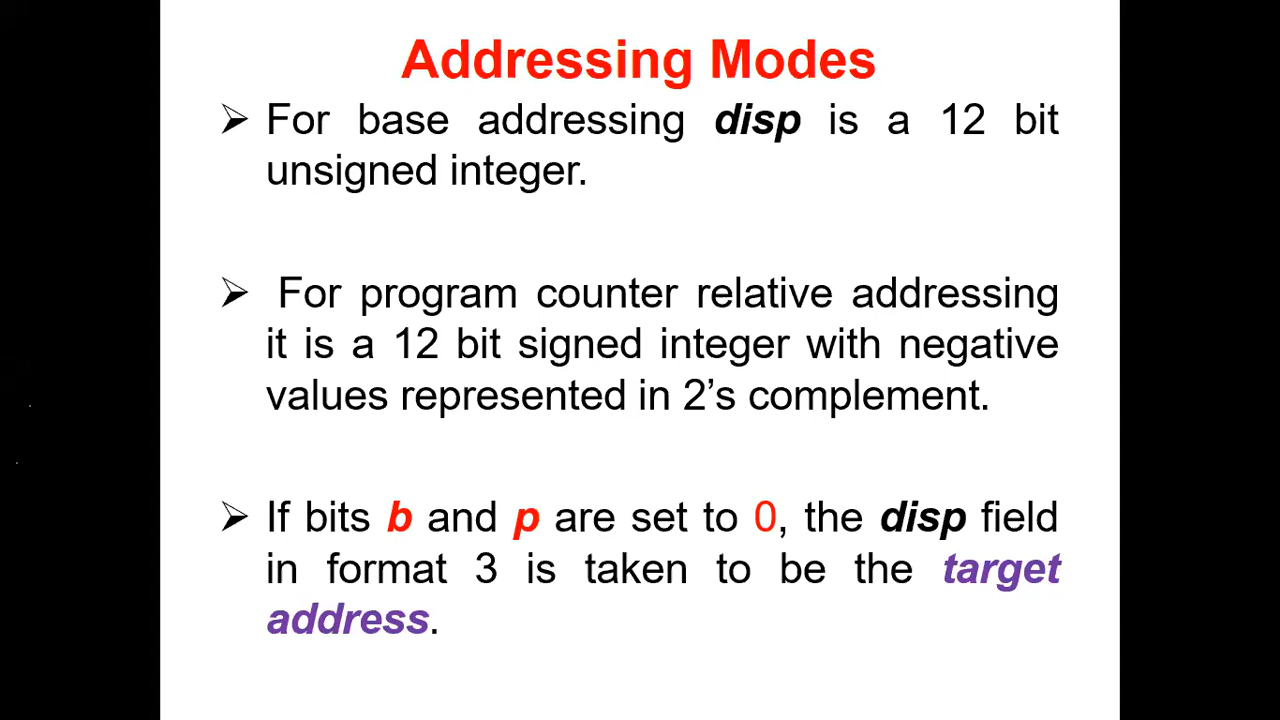 Addressing Modes
➢ For base addressing disp is a 12 bit
unsigned integer.
➢ For program counter relative addressing
it is a 12 bit signed integer with negative
values represented in 2’s complement.
➢ If bits b and p are set to 0, the disp field
in format 3 is taken to be the target
address.